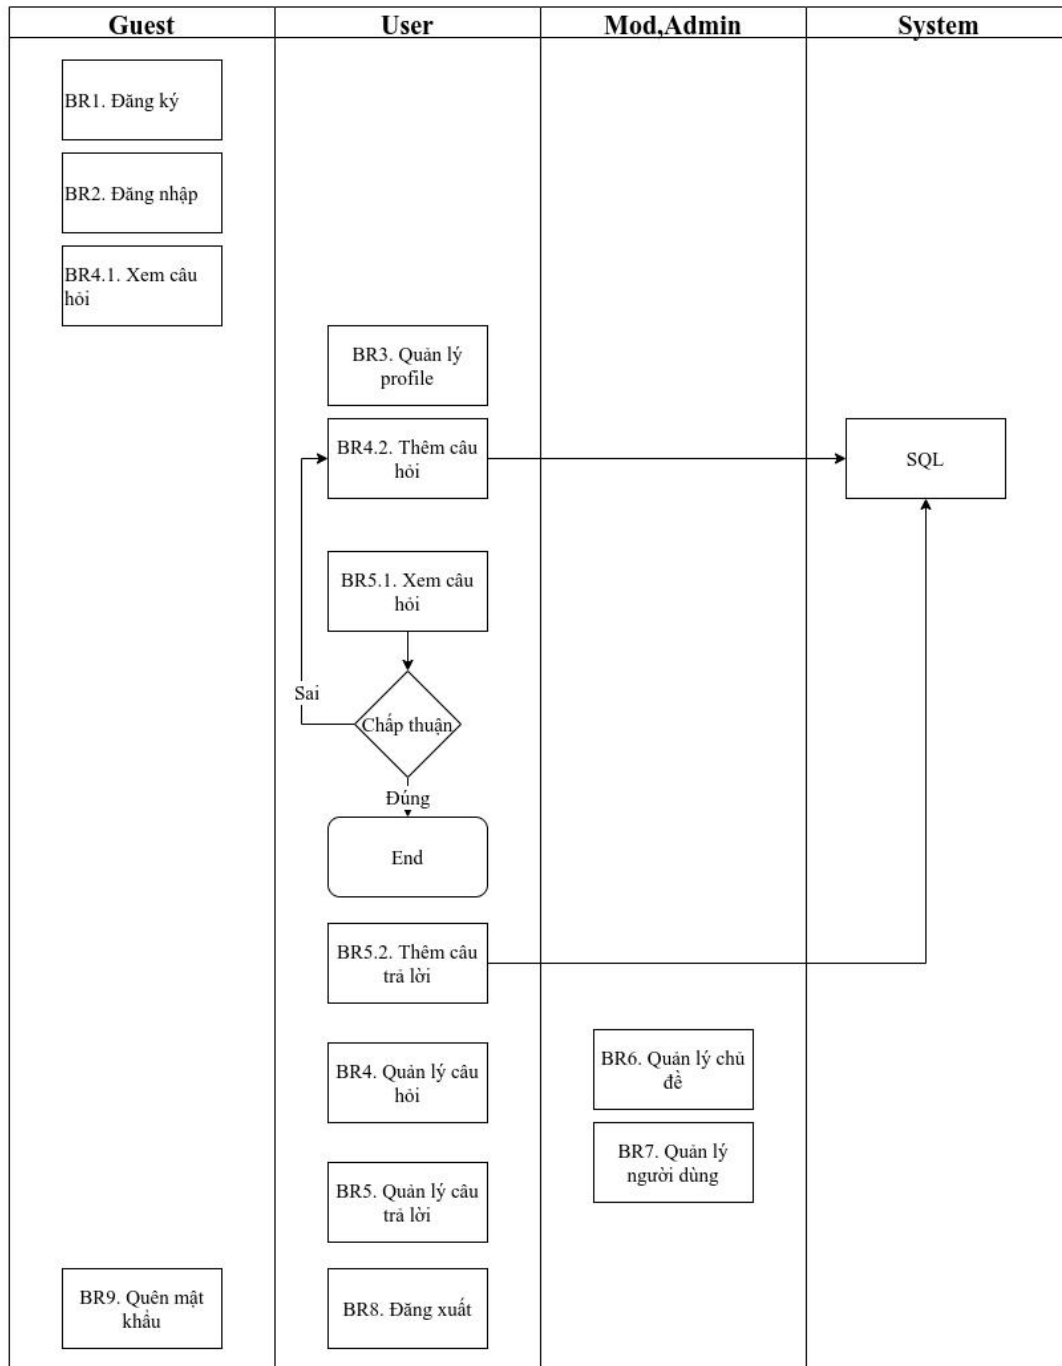 Guest
User
Mod,Admin
System
BR1. Đăng ký
BR2. Đăng nhập
BR4.1. Xem câu
hỏi
BR3. Quản lý
profile
BR4.2. Thêm câu
hỏi
SQL
BR5.1. Xem câu
hỏi
Sai
Chấp thuận
Đúng
End
BR5.2. Thêm câu
trả lời
BR4. Quản lý câu
hỏi
BR6. Quản lý chủ
đề
BR7. Quản lý
người dùng
BR5. Quản lý câu
trả lời
BR9. Quên mật
khẩu
BR8. Đăng xuất